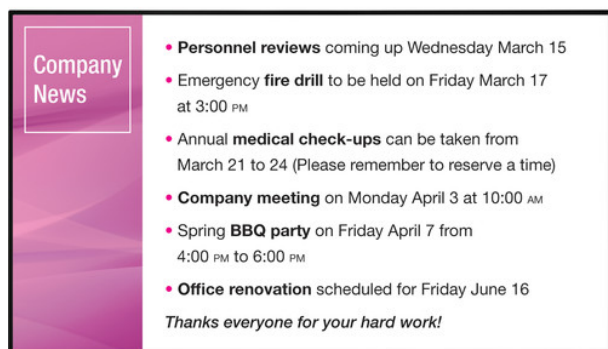 Company
News
• Personnel reviews coming up Wednesday March 15
• Emergency fire drill to be held on Friday March 17
at 3:00 PM
• Annual medical check-ups can be taken from
March 21 to 24 (Please remember to reserve a time)
• Company meeting on Monday April 3 at 10:00 AM
• Spring BBQ party on Friday April 7 from
4:00 PM to 6:00 PM
• Office renovation scheduled for Friday June 16
Thanks everyone for your hard work!